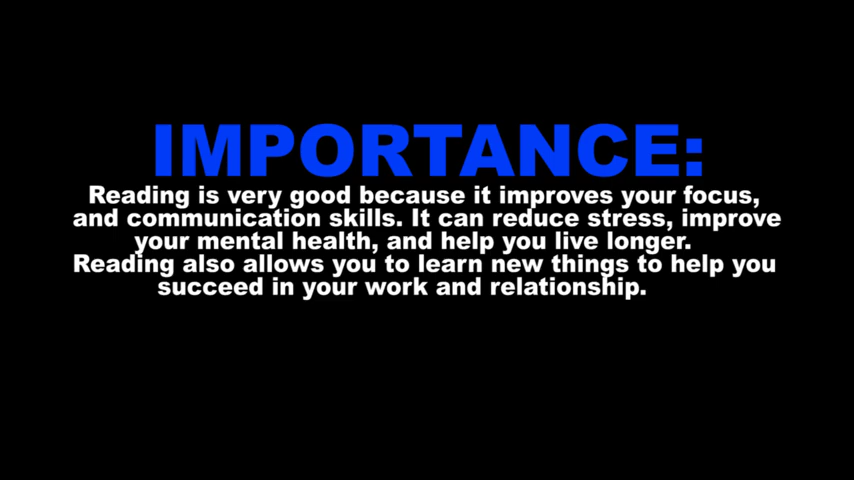 IMPORTANCE:
Reading is very good because it improves your focus,
and communication skills. It can reduce stress, improve
your mental health, and help you live longer.
Reading also allows you to learn new things to help you
succeed in your work and relationship.